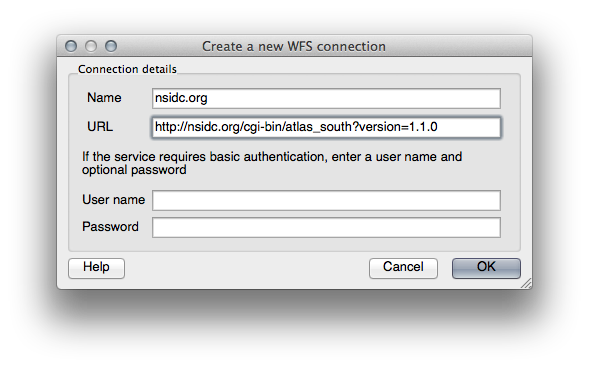 Create a new WFS connection
Connection details
Name nsidc.org
URL http://nsidc.org/cgi-bin/atlas_south?version=1.1.0
If the service requires basic authentication, enter a user name and
optional password
User name
Password
Help Cancel OK